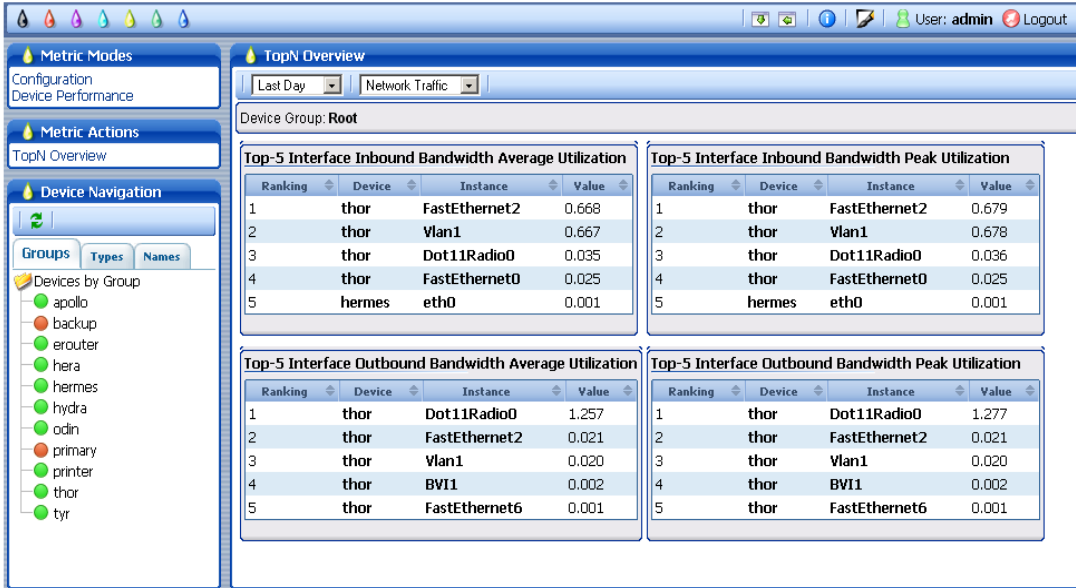 User: admin Logout
Metric Modes
Configuration
Device Performance
Metric Actions
TopN Overview
Device Navigation
Groups Types Names
Devices by Group
apollo
backup
erouter
hera
hermes
hydra
odin
primary
printer
thor
tyr
TopN Overview
Last Day Network Traffic
Device Group: Root
Top-5 Interface Inbound Bandwidth Average Utilization
Ranking Device Instance Value
1 thor FastEthernet2 0.668
2 thor Vlan1 0.667
3 thor Dot11Radio0 0.035
4 thor FastEthernet0 0.025
5 hermes eth0 0.001
Top-5 Interface Inbound Bandwidth Peak Utilization
Ranking Device Instance Value
1 thor FastEthernet2 0.679
2 thor Vlan1 0.678
3 thor Dot11Radio0 0.036
4 thor FastEthernet0 0.025
5 hermes eth0 0.001
Top-5 Interface Outbound Bandwidth Average Utilization
Ranking Device Instance Value
1 thor Dot11Radio0 1.257
2 thor FastEthernet2 0.021
3 thor Vlan1 0.020
4 thor BVI1 0.002
5 thor FastEthernet6 0.001
Top-5 Interface Outbound Bandwidth Peak Utilization
Ranking Device Instance Value
1 thor Dot11Radio0 1.277
2 thor FastEthernet2 0.021
3 thor Vlan1 0.020
4 thor BVI1 0.002
5 thor FastEthernet6 0.001